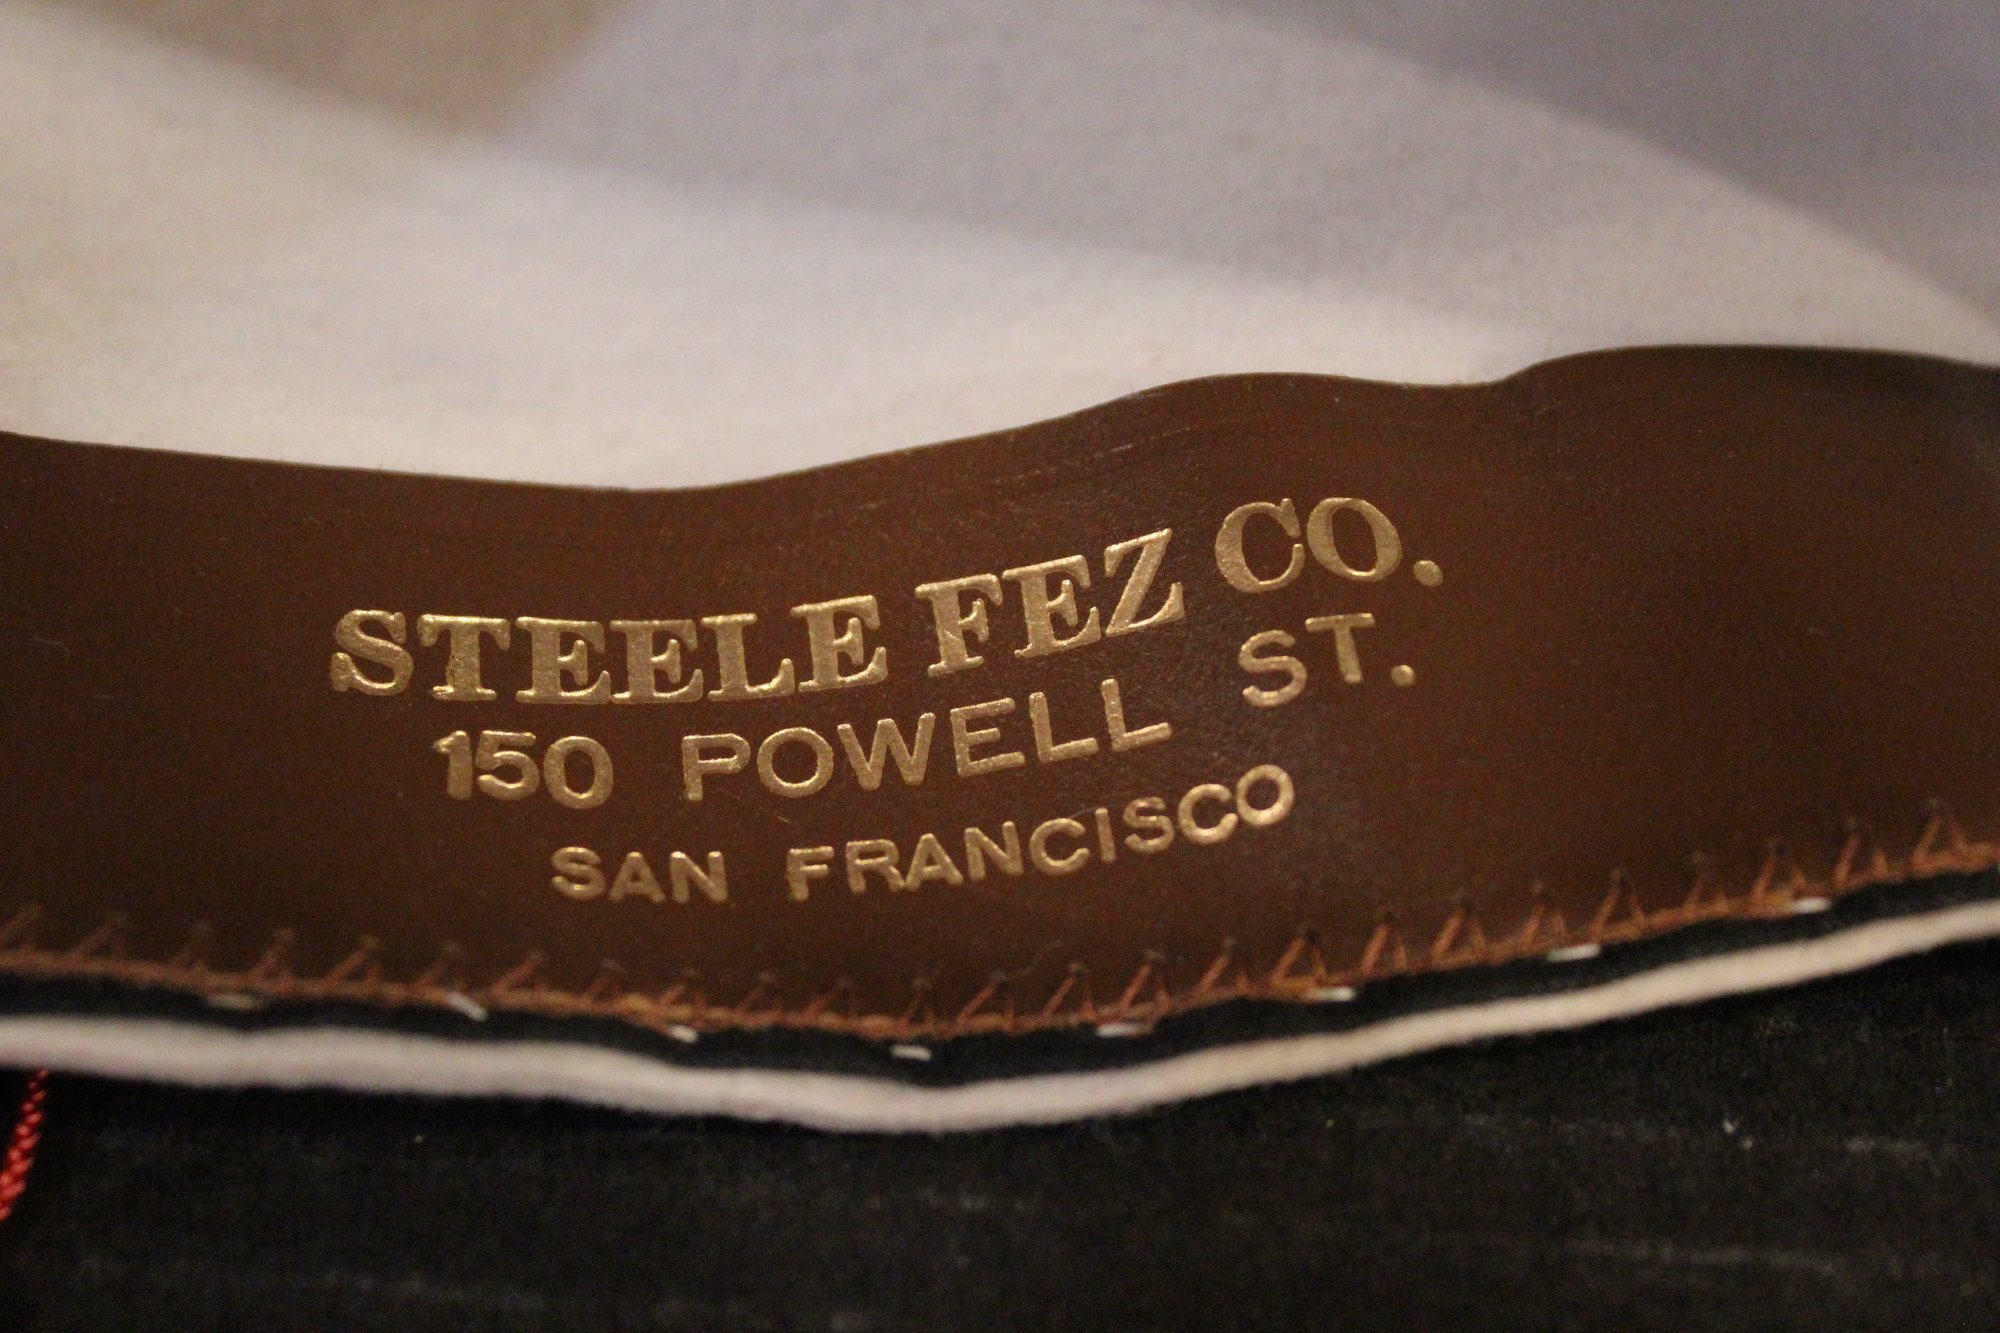 STEELE FEZ CO.
150 POWELL ST.
SAN FRANCISCO